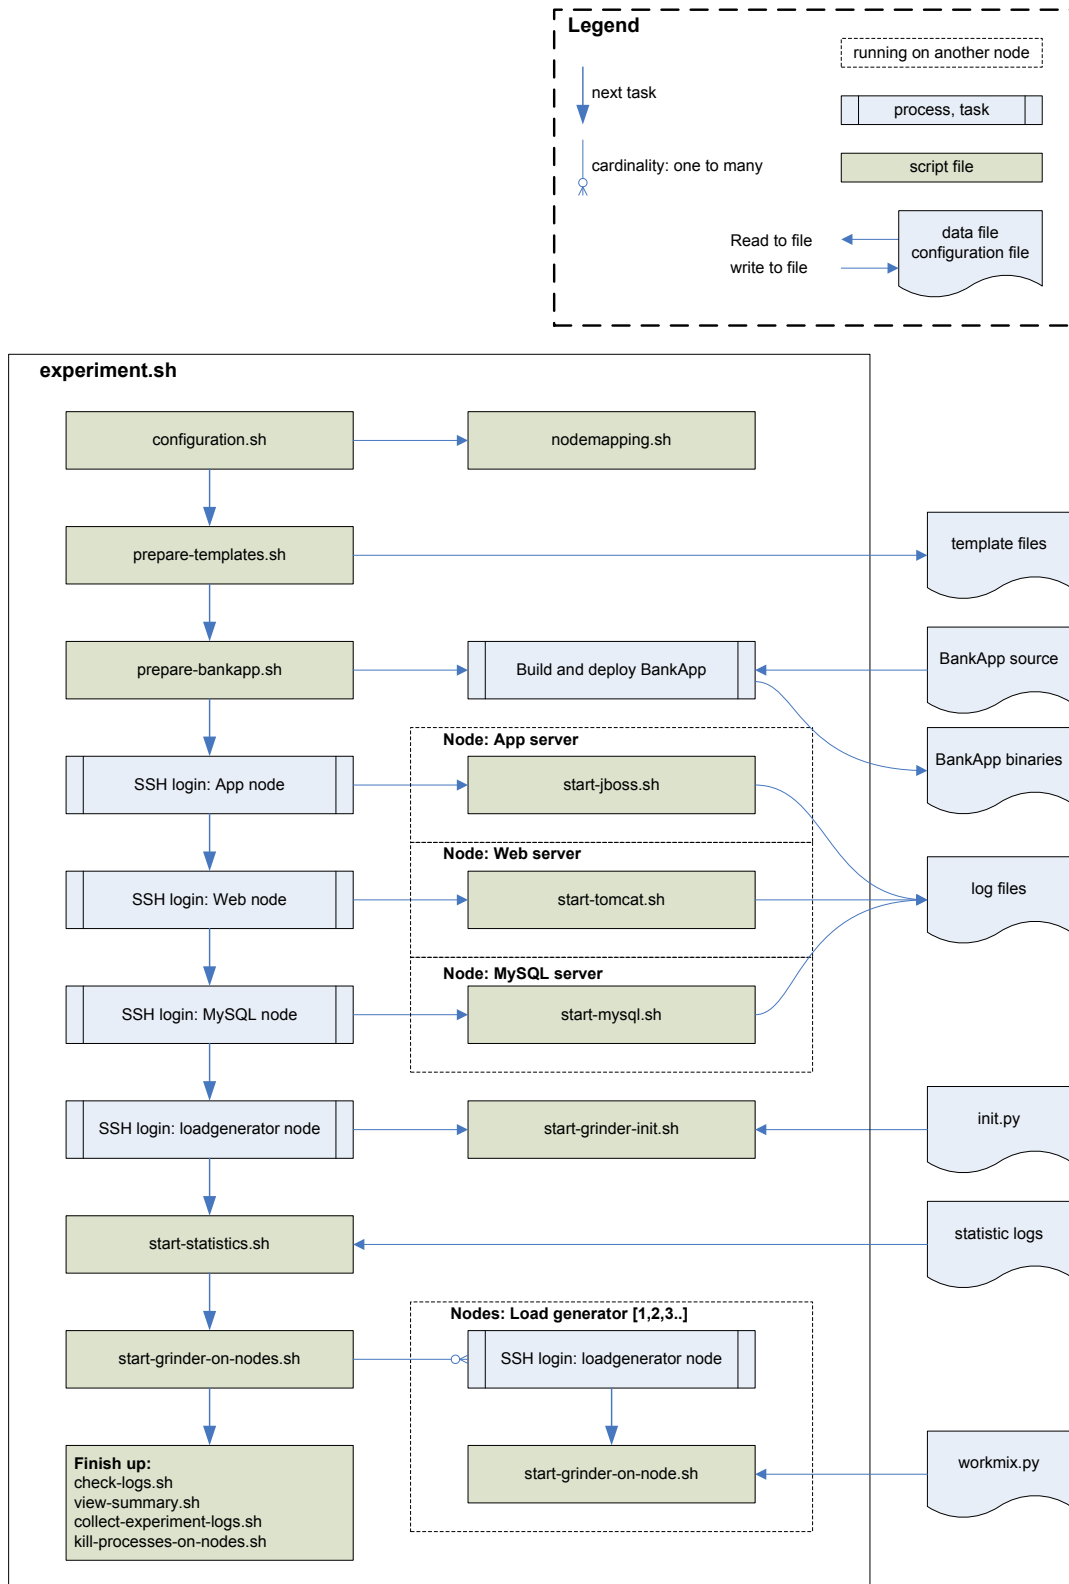 Legend
running on another node
next task
process, task
cardinality: one to many
script file
Read to file
write to file
data file
configuration file
experiment.sh
configuration.sh
nodemapping.sh
prepare-templates.sh
template files
prepare-bankapp.sh
Build and deploy BankApp
BankApp source
Node: App server
SSH login: App node
start-jboss.sh
BankApp binaries
Node: Web server
SSH login: Web node
start-tomcat.sh
log files
Node: MySQL server
SSH login: MySQL node
start-mysql.sh
SSH login: loadgenerator node
start-grinder-init.sh
init.py
start-statistics.sh
statistic logs
Nodes: Load generator [1,2,3..]
start-grinder-on-nodes.sh
SSH login: loadgenerator node
Finish up:
check-logs.sh
view-summary.sh
collect-experiment-logs.sh
kill-processes-on-nodes.sh
start-grinder-on-node.sh
workmix.py